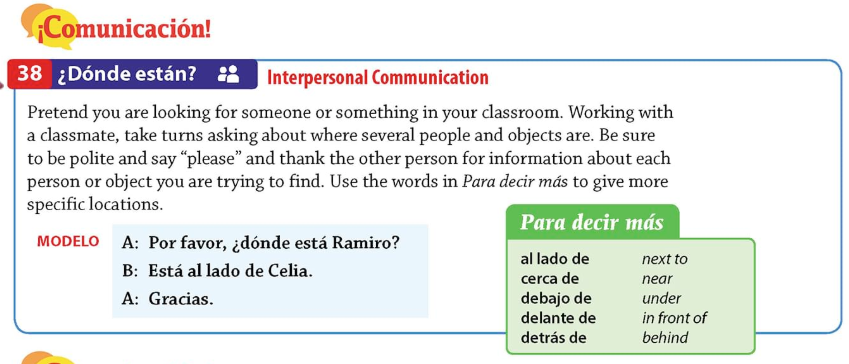 ¡Comunicación!
38 ¿Dónde están? Interpersonal Communication
Pretend you are looking for someone or something in your classroom. Working with
a classmate, take turns asking about where several people and objects are. Be sure
to be polite and say “please” and thank the other person for information about each
person or object you are trying to find. Use the words in Para decir más to give more
specific locations.
MODELO A: Por favor, ¿dónde está Ramiro?
B: Está al lado de Celia.
A: Gracias.
Para decir más
al lado de next to
cerca de near
debajo de under
delante de in front of
detrás de behind